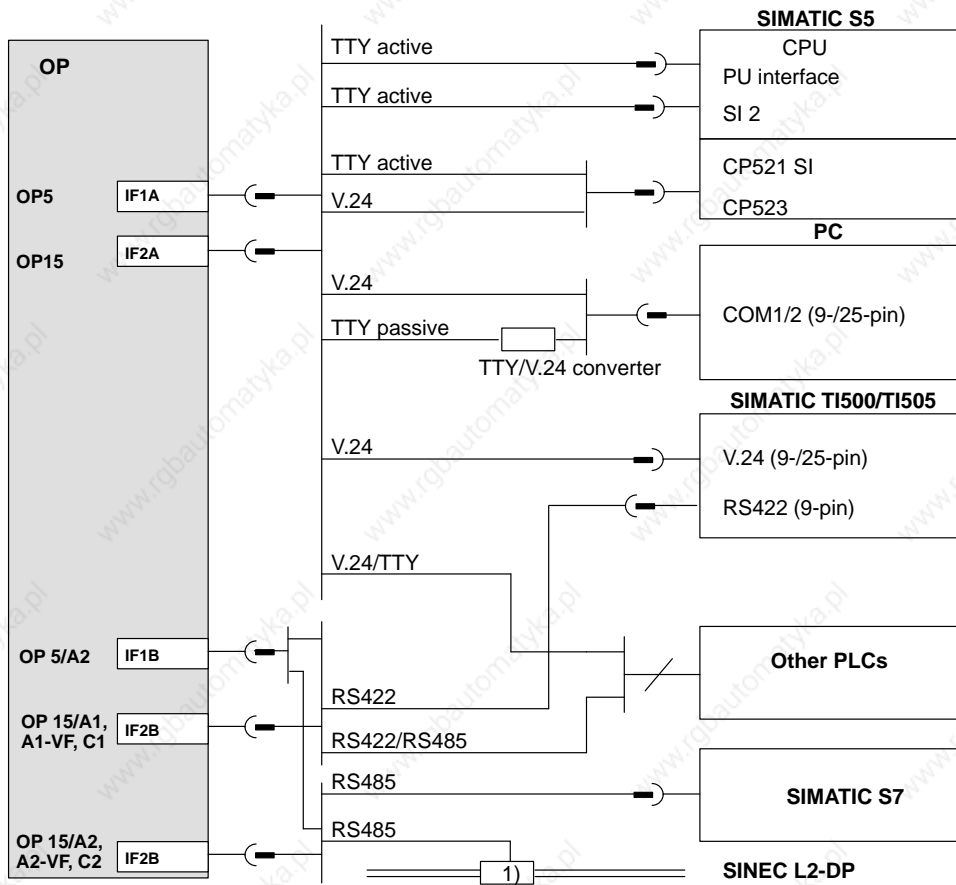 SIMATIC S5
OP
TTY active
CPU
PU interface
TTY active
SI 2
TTY active
CP521 SI
OP5
IF1A
V.24
CP523
PC
OP15
IF2A
V.24
COM1/2 (9-/25-pin)
TTY passive
TTY/V.24 converter
SIMATIC TI500/TI505
V.24
V.24 (9-/25-pin)
RS422 (9-pin)
V.24/TTY
OP 5/A2
IF1B
Other PLCs
RS422
OP 15/A1,
A1-VF, C1
IF2B
RS422/RS485
RS485
SIMATIC S7
RS485
OP 15/A2,
A2-VF, C2
IF2B
1)
SINEC L2-DP
www.rgbautomatyka.pl